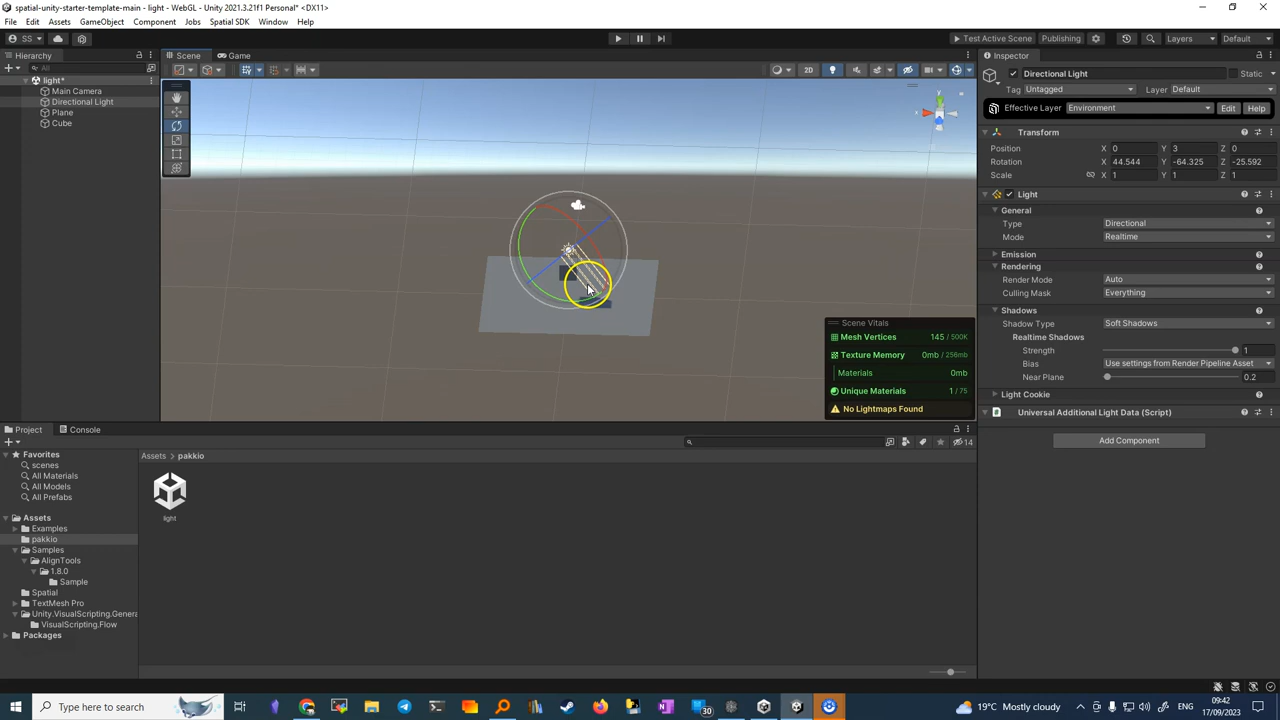 spatial-unity-starter-template-main - light - WebGL - Unity 2021.3.21f1 Personal* <DX11>
File Edit Assets GameObject Component Jobs Spatial SDK Window Help
SS Test Active Scene Publishing Layers Default
Hierarchy Scene Game Inspector
All 2D
light*
Main Camera
Directional Light
Plane
Cube
Directional Light Static
Tag Untagged Layer Default
Effective Layer Environment Edit Help
Transform
Position X 0 Y 3 Z 0
Rotation X 44.544 Y -64.325 Z -25.592
Scale X 1 Y 1 Z 1
Light
General
Type Directional
Mode Realtime
Emission
Rendering
Render Mode Auto
Culling Mask Everything
Shadows
Shadow Type Soft Shadows
Realtime Shadows
Strength 1
Bias Use settings from Render Pipeline Asset
Near Plane 0.2
Light Cookie
Universal Additional Light Data (Script)
Add Component
Scene Vitals
Mesh Vertices 145 / 500K
Texture Memory 0mb / 256mb
Materials 0mb
Unique Materials 1 / 75
No Lightmaps Found
y
x
Project Console
14
Favorites
scenes
All Materials
All Models
All Prefabs
Assets
Examples
pakkio
Samples
AlignTools
1.8.0
Sample
Spatial
TextMesh Pro
Unity.VisualScripting.Genera
VisualScripting.Flow
Packages
Assets > pakkio
light
Type here to search
30
19°C Mostly cloudy
09:42
17/09/2023